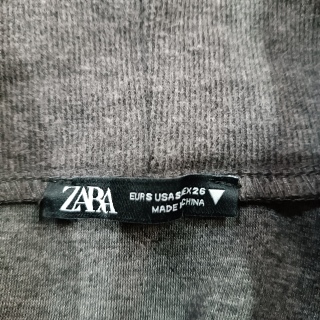 ZARA
EUR S USA S MEX 26
MADE IN CHINA